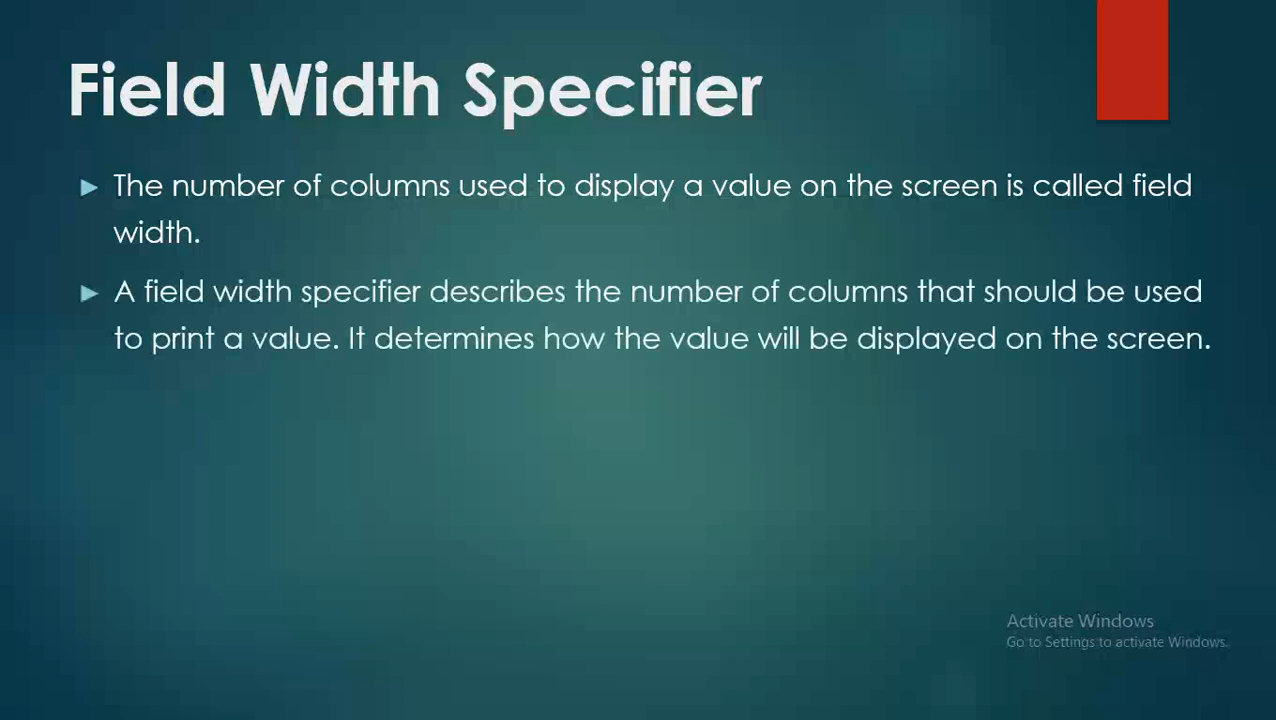 Field Width Specifier
The number of columns used to display a value on the screen is called field
width.
A field width specifier describes the number of columns that should be used
to print a value. It determines how the value will be displayed on the screen.
Activate Windows
Go to Settings to activate Windows.